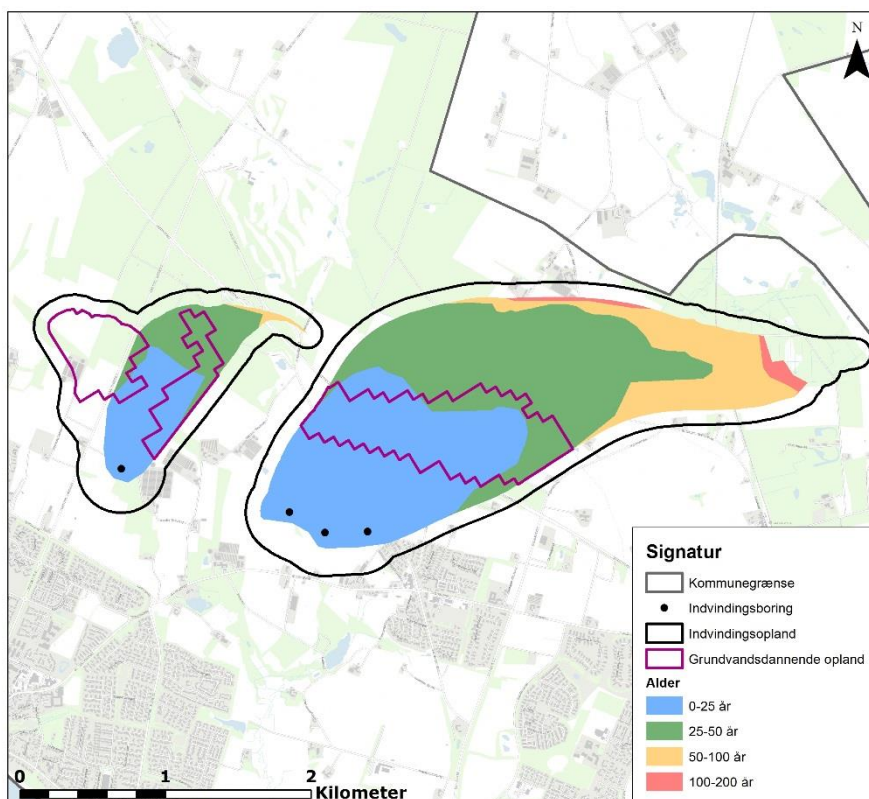 N
Signatur
Kommunegrænse
Indvindingsboring
Indvindingsopland
Grundvandsdannende opland
Alder
0-25 år
25-50 år
50-100 år
100-200 år
0 1 2
Kilometer